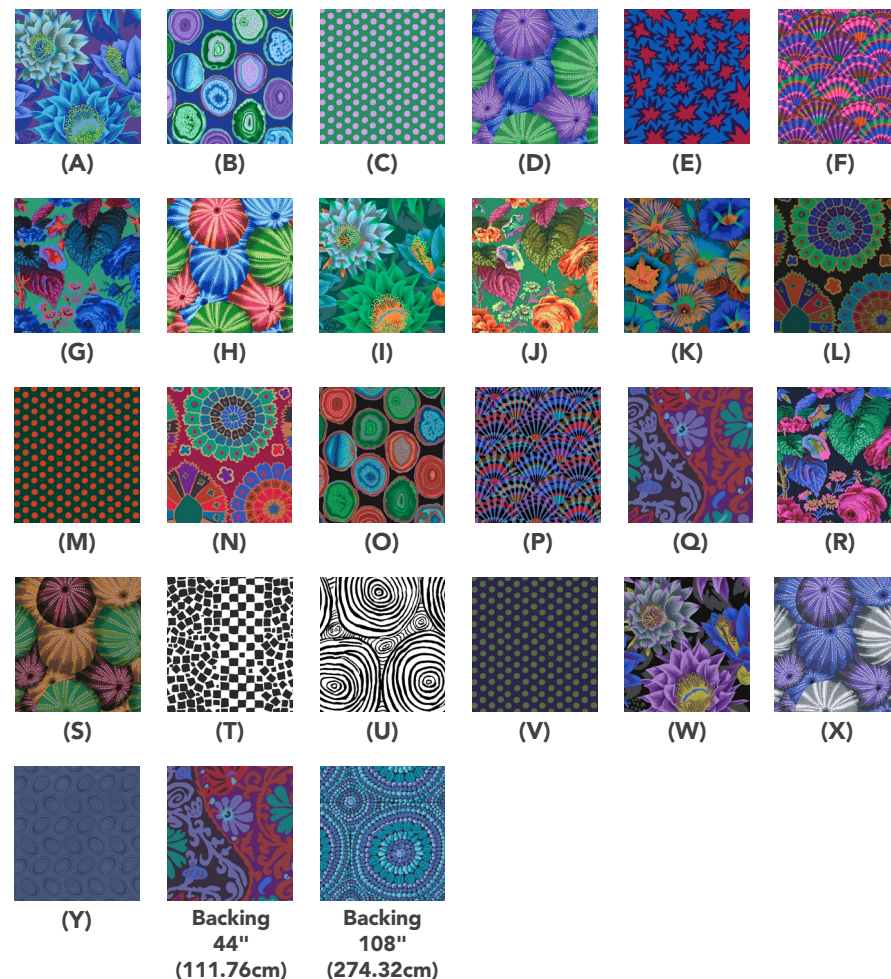 (A) (B) (C) (D) (E) (F)
(G) (H) (I) (J) (K) (L)
(M) (N) (O) (P) (Q) (R)
(S) (T) (U) (V) (W) (X)
(Y)
Backing
44"
(111.76cm)
Backing
108"
(274.32cm)